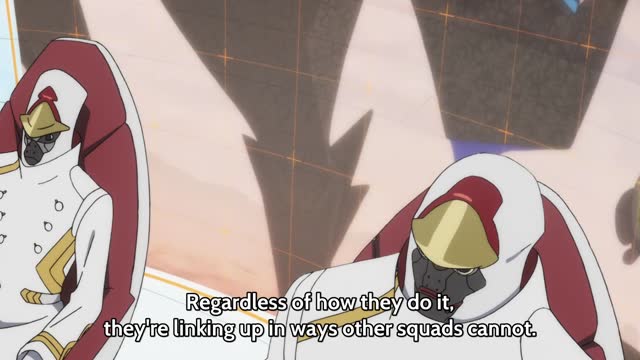 Regardless of how they do it,
they're linking up in ways other squads cannot.